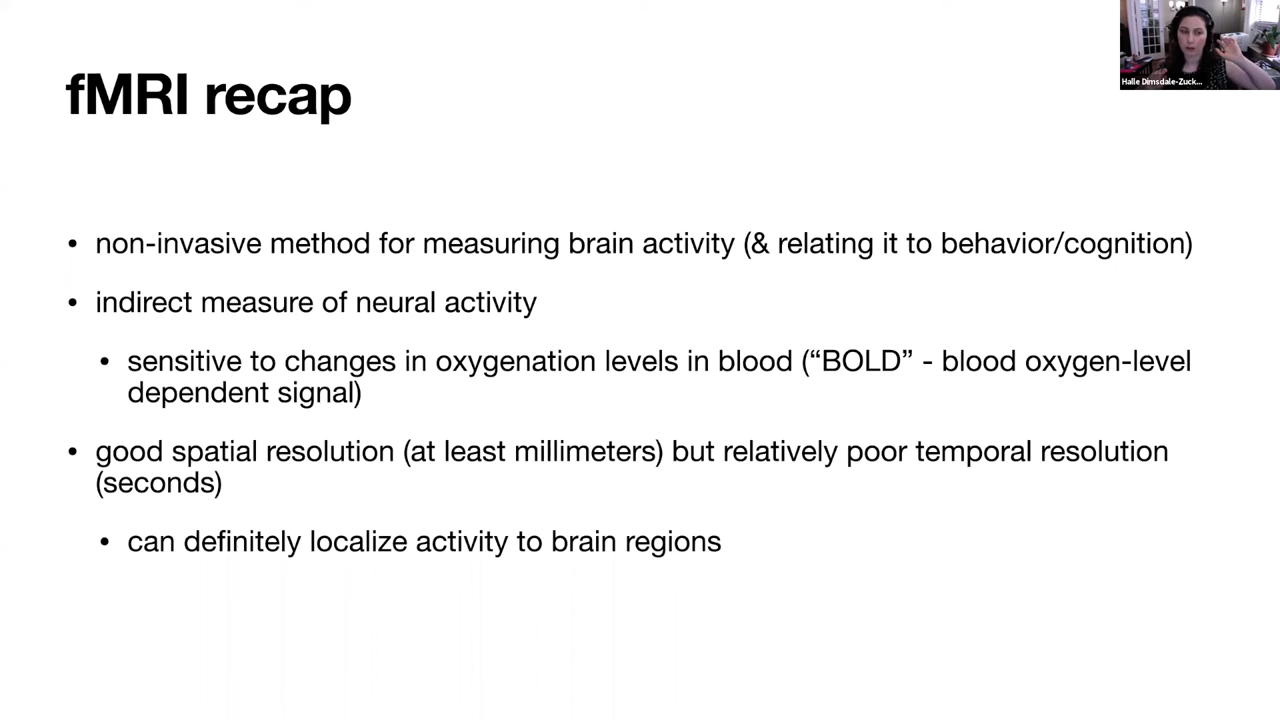 fMRI recap
Halle Dimsdale-Zuck...
• non-invasive method for measuring brain activity (& relating it to behavior/cognition)
• indirect measure of neural activity
• sensitive to changes in oxygenation levels in blood (“BOLD” - blood oxygen-level
dependent signal)
• good spatial resolution (at least millimeters) but relatively poor temporal resolution
(seconds)
• can definitely localize activity to brain regions